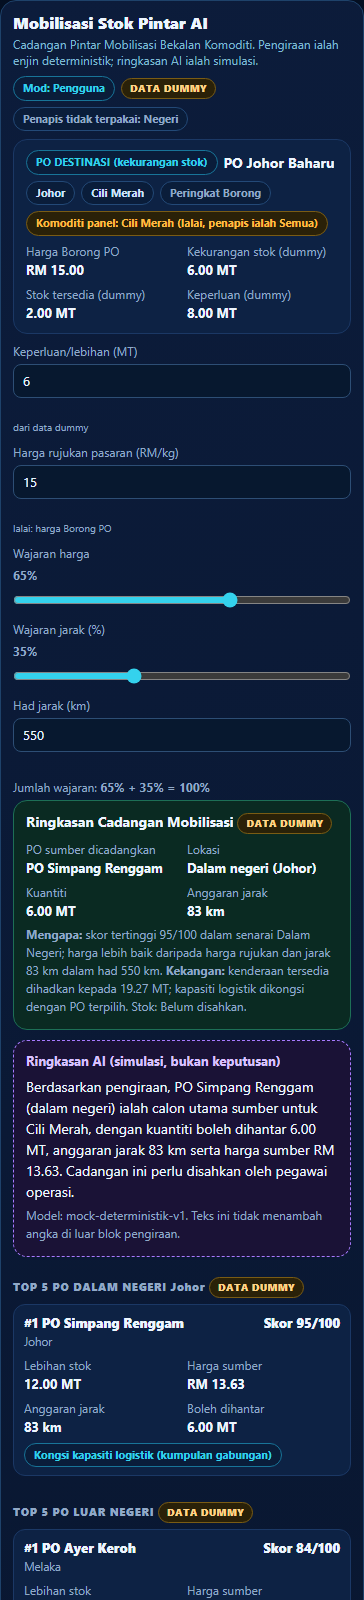 Mobilisasi Stok Pintar AI
Cadangan Pintar Mobilisasi Bekalan Komoditi. Pengiraan ialah
enjin deterministik; ringkasan AI ialah simulasi.
Mod: Pengguna DATA DUMMY
Penapis tidak terpakai: Negeri
PO DESTINASI (kekurangan stok) PO Johor Baharu
Johor Cili Merah Peringkat Borong
Komoditi panel: Cili Merah (lalai, penapis ialah Semua)
Harga Borong PO Kekurangan stok (dummy)
RM 15.00 6.00 MT
Stok tersedia (dummy) Keperluan (dummy)
2.00 MT 8.00 MT
Keperluan/lebihan (MT)
6
dari data dummy
Harga rujukan pasaran (RM/kg)
15
lalai: harga Borong PO
Wajaran harga
65%
Wajaran jarak (%)
35%
Had jarak (km)
550
Jumlah wajaran: 65% + 35% = 100%
Ringkasan Cadangan Mobilisasi DATA DUMMY
PO sumber dicadangkan Lokasi
PO Simpang Renggam Dalam negeri (Johor)
Kuantiti Anggaran jarak
6.00 MT 83 km
Mengapa: skor tertinggi 95/100 dalam senarai Dalam
Negeri; harga lebih baik daripada harga rujukan dan jarak
83 km dalam had 550 km. Kekangan: kenderaan tersedia
dihadkan kepada 19.27 MT; kapasiti logistik dikongsi
dengan PO terpilih. Stok: Belum disahkan.
Ringkasan AI (simulasi, bukan keputusan)
Berdasarkan pengiraan, PO Simpang Renggam
(dalam negeri) ialah calon utama sumber untuk
Cili Merah, dengan kuantiti boleh dihantar 6.00
MT, anggaran jarak 83 km serta harga sumber RM
13.63. Cadangan ini perlu disahkan oleh pegawai
operasi.
Model: mock-deterministik-v1. Teks ini tidak menambah
angka di luar blok pengiraan.
TOP 5 PO DALAM NEGERI Johor DATA DUMMY
#1 PO Simpang Renggam Skor 95/100
Johor
Lebihan stok Harga sumber
12.00 MT RM 13.63
Anggaran jarak Boleh dihantar
83 km 6.00 MT
Kongsi kapasiti logistik (kumpulan gabungan)
TOP 5 PO LUAR NEGERI DATA DUMMY
#1 PO Ayer Keroh Skor 84/100
Melaka
Lebihan stok Harga sumber